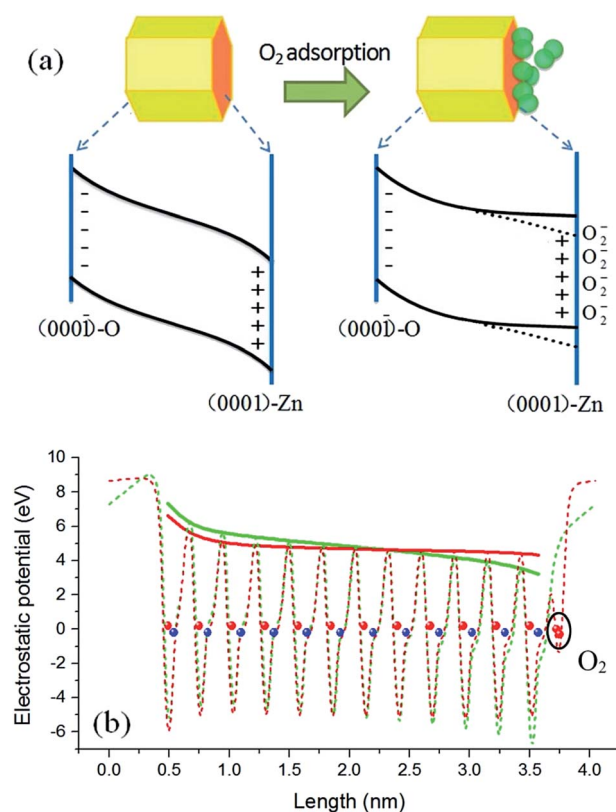 (a)
O₂ adsorption
- + - O₂⁻
- + - + O₂⁻
- + - + O₂⁻
- + - + O₂⁻
- + - + O₂⁻
(0001̄)-O (0001̄)-O
(0001)-Zn (0001)-Zn
Electrostatic potential (eV)
10
8
6
4
2
0
-2
-4
-6
O₂
(b)
0.0 0.5 1.0 1.5 2.0 2.5 3.0 3.5 4.0
Length (nm)